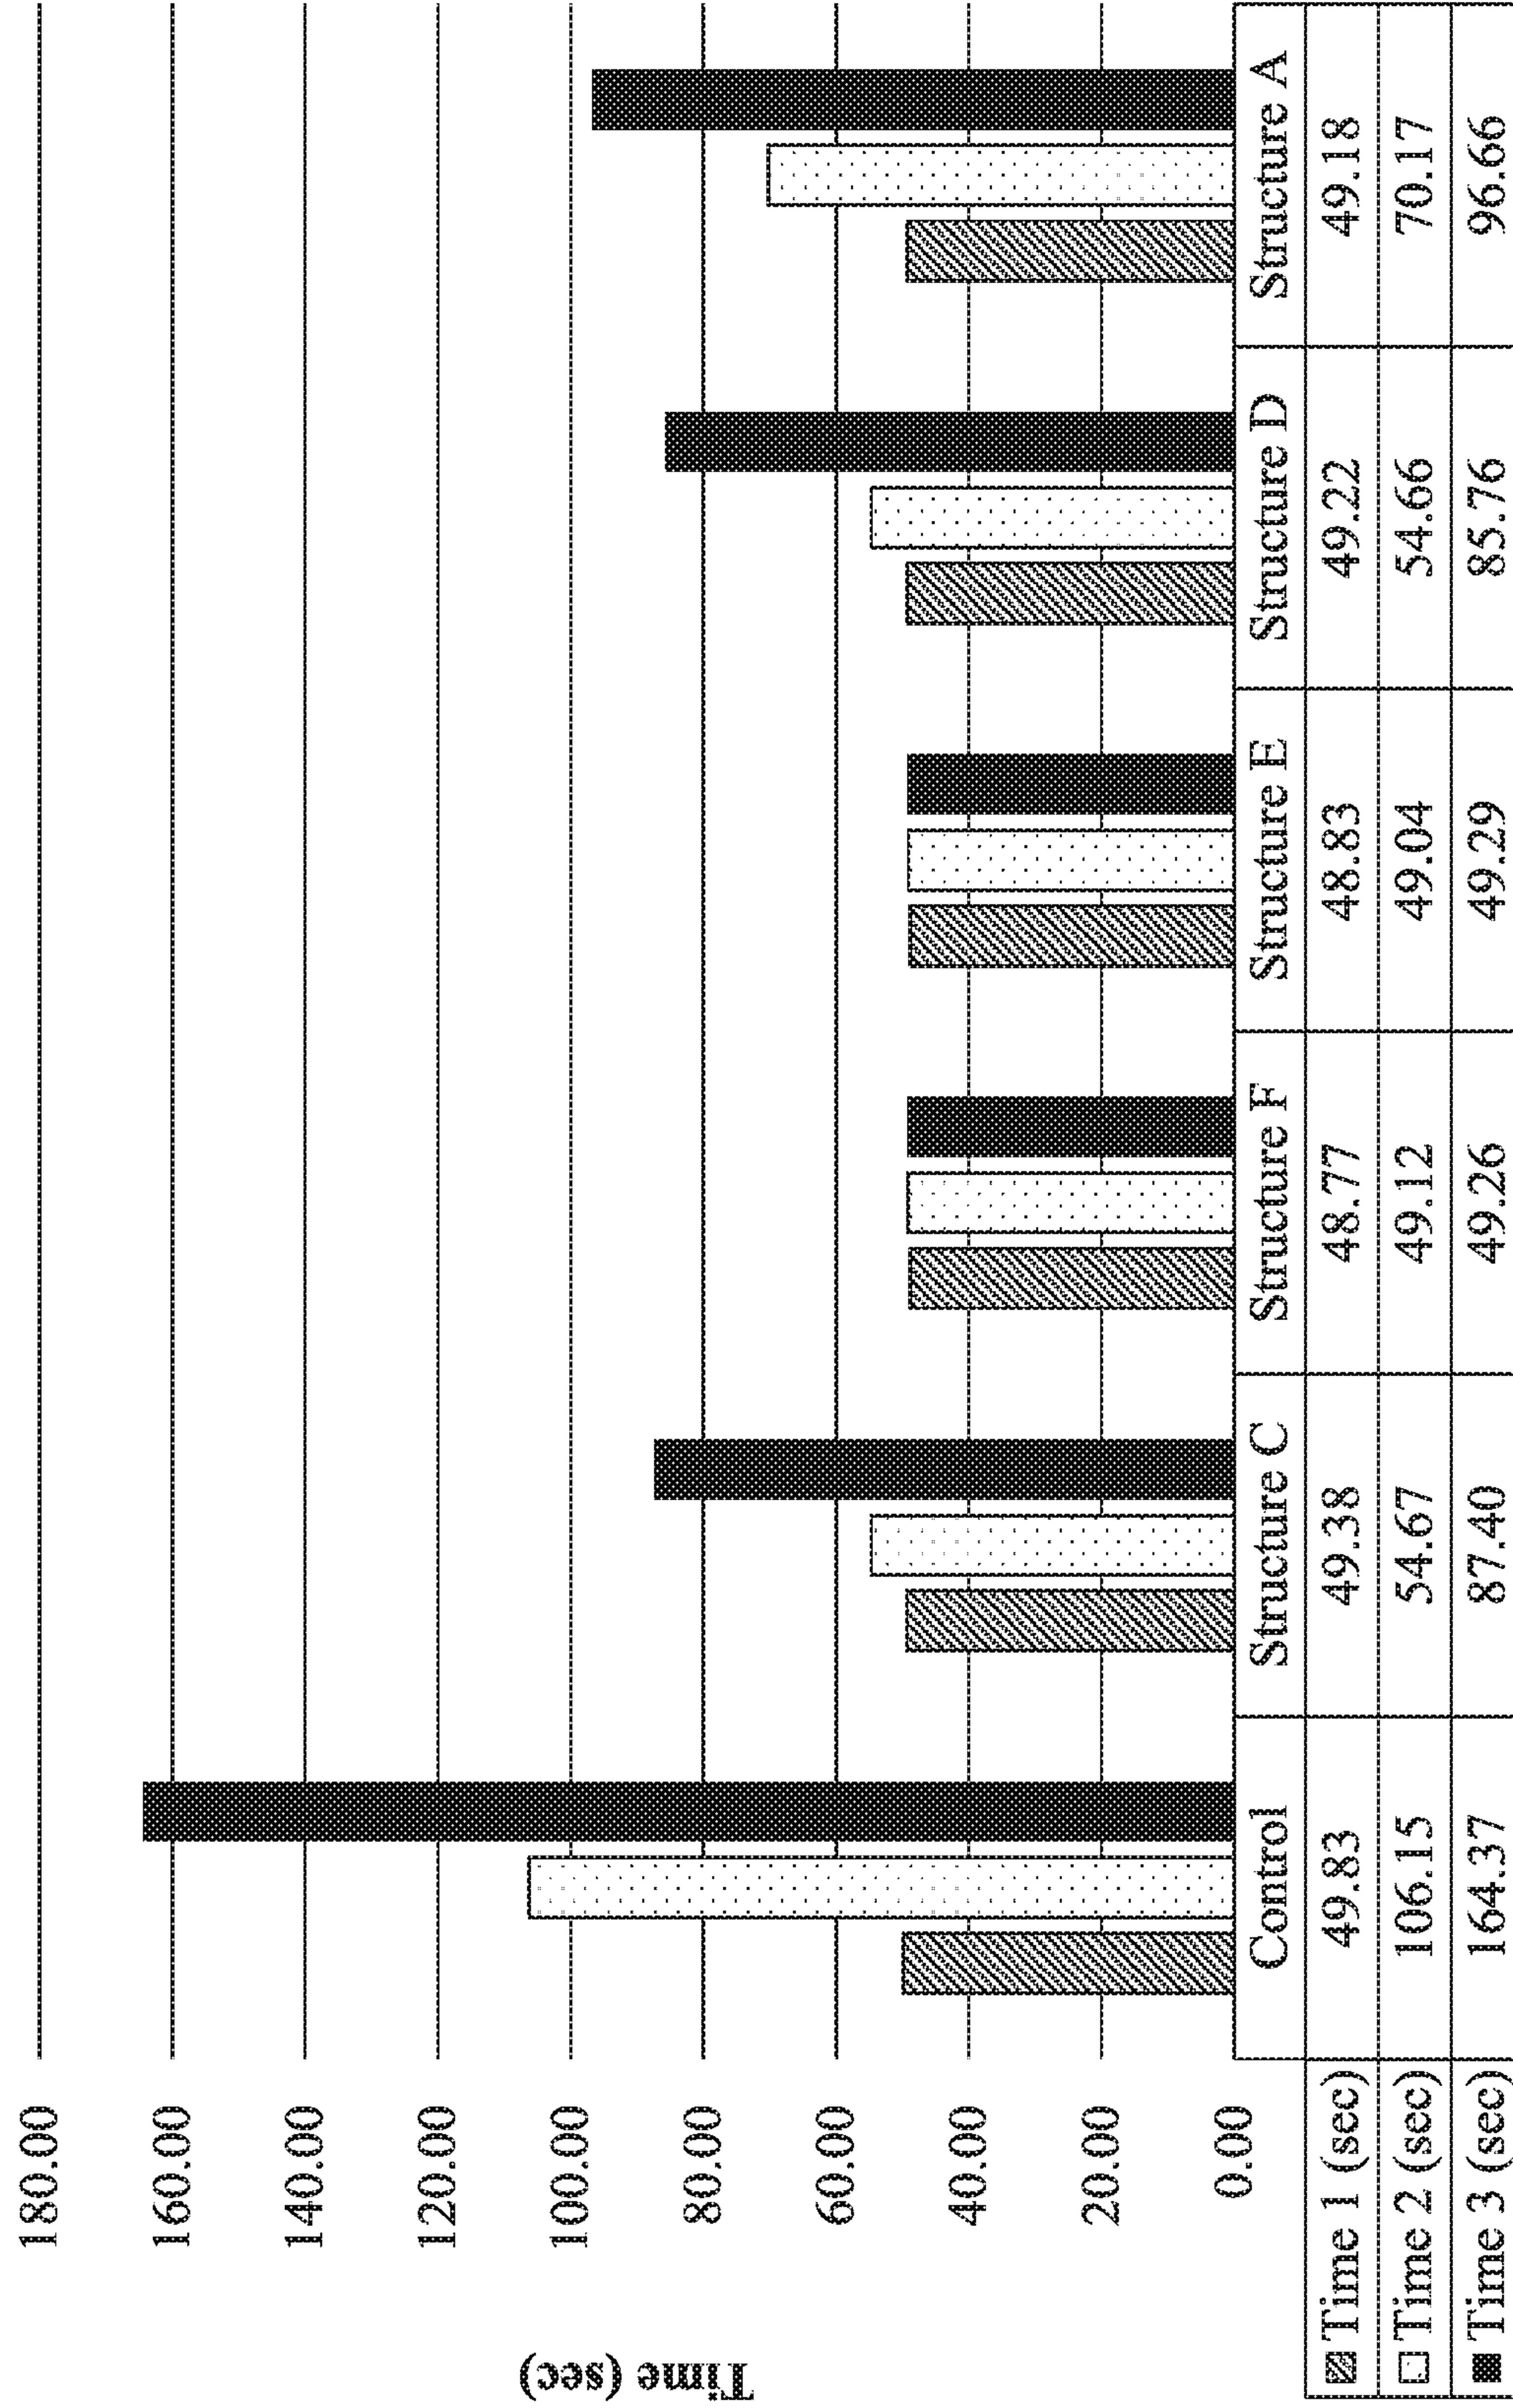 Time (sec)
180.00
160.00
140.00
120.00
100.00
80.00
60.00
40.00
20.00
0.00
Control Structure C Structure F Structure E Structure D Structure A
Time 1 (sec) 49.83 49.38 48.77 48.83 49.22 49.18
Time 2 (sec) 106.15 54.67 49.12 49.04 54.66 70.17
Time 3 (sec) 164.37 87.40 49.26 49.29 85.76 96.66